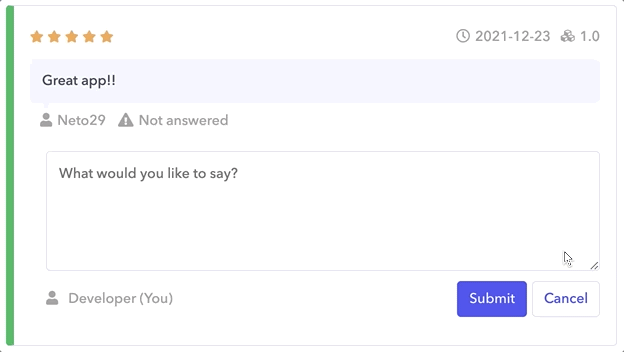 2021-12-23 1.0
Great app!!
Neto29 Not answered
What would you like to say?
Developer (You) Submit Cancel